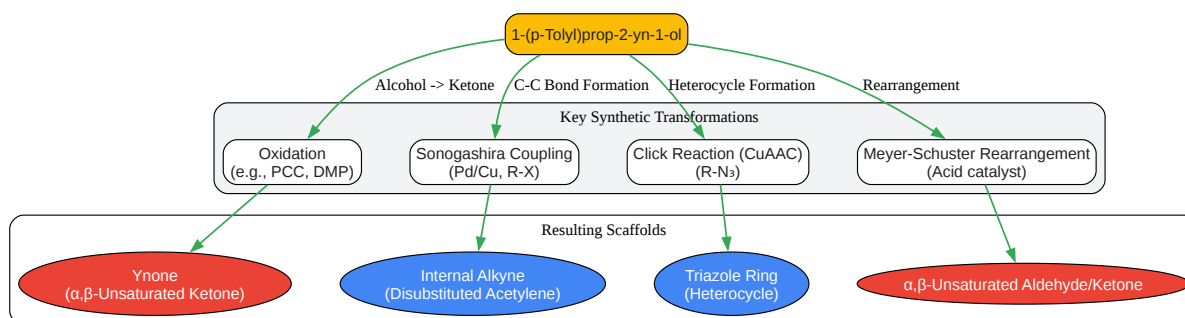 1-(p-Tolyl)prop-2-yn-1-ol
Alcohol -> Ketone
C-C Bond Formation
Heterocycle Formation
Rearrangement
Key Synthetic Transformations
Oxidation
(e.g., PCC, DMP)
Sonogashira Coupling
(Pd/Cu, R-X)
Click Reaction (CuAAC)
(R-N₃)
Meyer-Schuster Rearrangement
(Acid catalyst)
Resulting Scaffolds
Ynone
(α,β-Unsaturated Ketone)
Internal Alkyne
(Disubstituted Acetylene)
Triazole Ring
(Heterocycle)
α,β-Unsaturated Aldehyde/Ketone